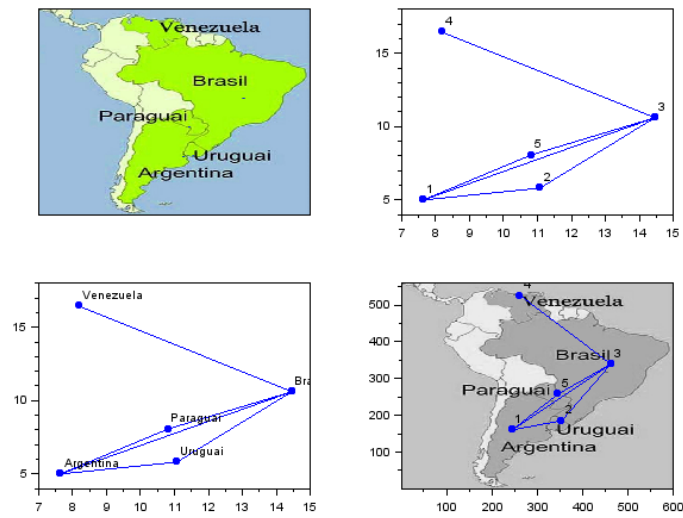 Venezuela
Brasil
Paraguai
Uruguai
Argentina
15
10
5
4
3
5
2
1
7 8 9 10 11 12 13 14 15
15
10
5
Venezuela
Bra
Paraguai
Uruguai
Argentina
7 8 9 10 11 12 13 14 15
500
400
300
200
100
4
Venezuela
Brasil
3
Paraguai
5
1
2
Uruguai
Argentina
100 200 300 400 500 600